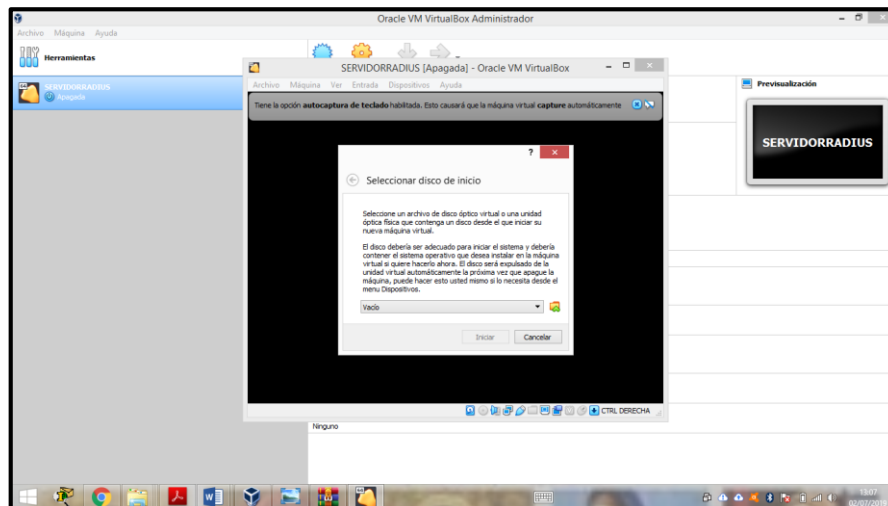 Oracle VM VirtualBox Administrador
Archivo Máquina Ayuda
Herramientas
SERVIDORRADIUS
Apagada
SERVIDORRADIUS [Apagada] - Oracle VM VirtualBox
Archivo Máquina Ver Entrada Dispositivos Ayuda
Tiene la opción autocaptura de teclado habilitada. Esto causará que la máquina virtual capture automáticamente
Seleccionar disco de inicio
Seleccione un archivo de disco óptico virtual o una unidad
óptica física que contenga un disco desde el que iniciar su
nueva máquina virtual.
El disco debería ser adecuado para iniciar el sistema y debería
contener el sistema operativo que desea instalar en la máquina
virtual si quiere hacerlo ahora. El disco será expulsado de la
unidad virtual automáticamente la próxima vez que apague la
máquina, puede hacer esto usted mismo si lo necesita desde el
menu Dispositivos.
Vacío
Iniciar Cancelar
CTRL DERECHA
Previsualización
SERVIDORRADIUS
Ninguno
13:07